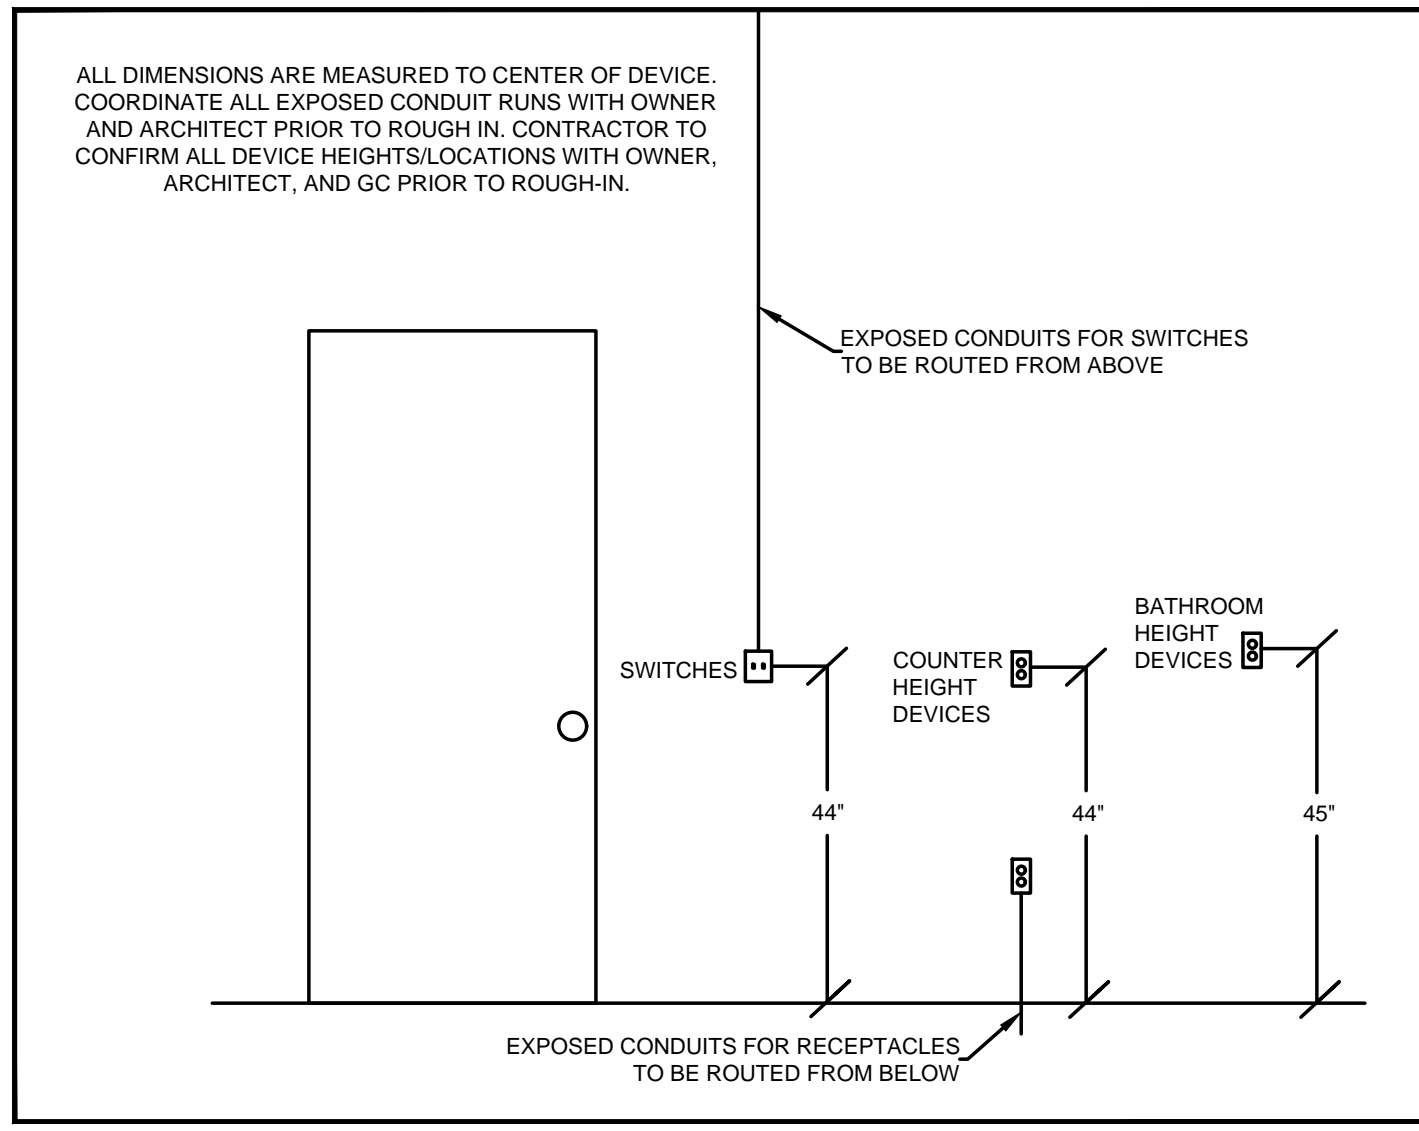 ALL DIMENSIONS ARE MEASURED TO CENTER OF DEVICE.
COORDINATE ALL EXPOSED CONDUIT RUNS WITH OWNER
AND ARCHITECT PRIOR TO ROUGH IN. CONTRACTOR TO
CONFIRM ALL DEVICE HEIGHTS/LOCATIONS WITH OWNER,
ARCHITECT, AND GC PRIOR TO ROUGH-IN.
EXPOSED CONDUITS FOR SWITCHES
TO BE ROUTED FROM ABOVE
SWITCHES
COUNTER
HEIGHT
DEVICES
BATHROOM
HEIGHT
DEVICES
44"
44"
45"
EXPOSED CONDUITS FOR RECEPTACLES
TO BE ROUTED FROM BELOW